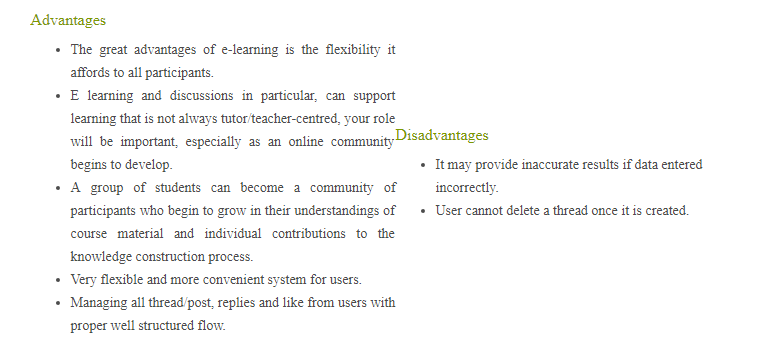 Advantages
• The great advantages of e-learning is the flexibility it
affords to all participants.
• E learning and discussions in particular, can support
learning that is not always tutor/teacher-centred, your role
will be important, especially as an online community
begins to develop.
• A group of students can become a community of
participants who begin to grow in their understandings of
course material and individual contributions to the
knowledge construction process.
• Very flexible and more convenient system for users.
• Managing all thread/post, replies and like from users with
proper well structured flow.
Disadvantages
• It may provide inaccurate results if data entered
incorrectly.
• User cannot delete a thread once it is created.